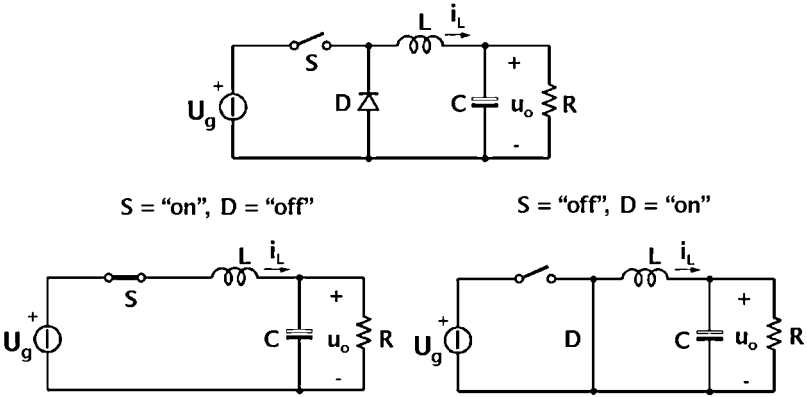 L iL
S
+
Ug
D
C
+
uo
-
R
S = "on", D = "off"
S = "off", D = "on"
L iL
S
+
Ug
C
+
uo
-
R
L iL
+
Ug
D
C
+
uo
-
R